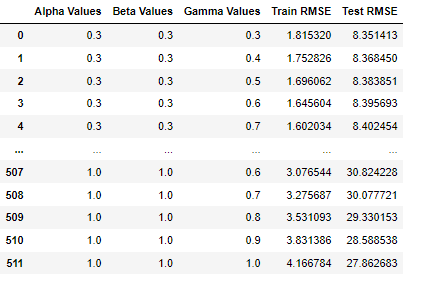 Alpha Values Beta Values Gamma Values Train RMSE Test RMSE
0 0.3 0.3 0.3 1.815320 8.351413
1 0.3 0.3 0.4 1.752826 8.368450
2 0.3 0.3 0.5 1.696062 8.383851
3 0.3 0.3 0.6 1.645604 8.395693
4 0.3 0.3 0.7 1.602034 8.402454
... ... ... ... ... ...
507 1.0 1.0 0.6 3.076544 30.824228
508 1.0 1.0 0.7 3.275687 30.077721
509 1.0 1.0 0.8 3.531093 29.330153
510 1.0 1.0 0.9 3.831386 28.588538
511 1.0 1.0 1.0 4.166784 27.862683